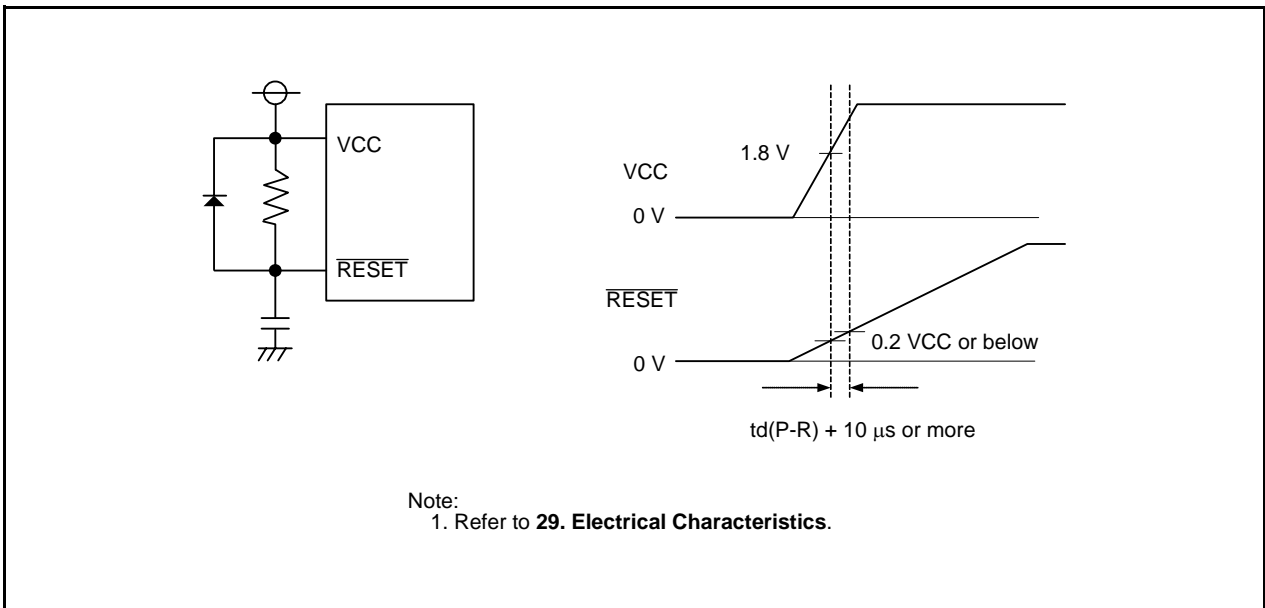 VCC
RESET
1.8 V
VCC
0 V
RESET
0.2 VCC or below
0 V
td(P-R) + 10 μs or more
Note:
1. Refer to 29. Electrical Characteristics.